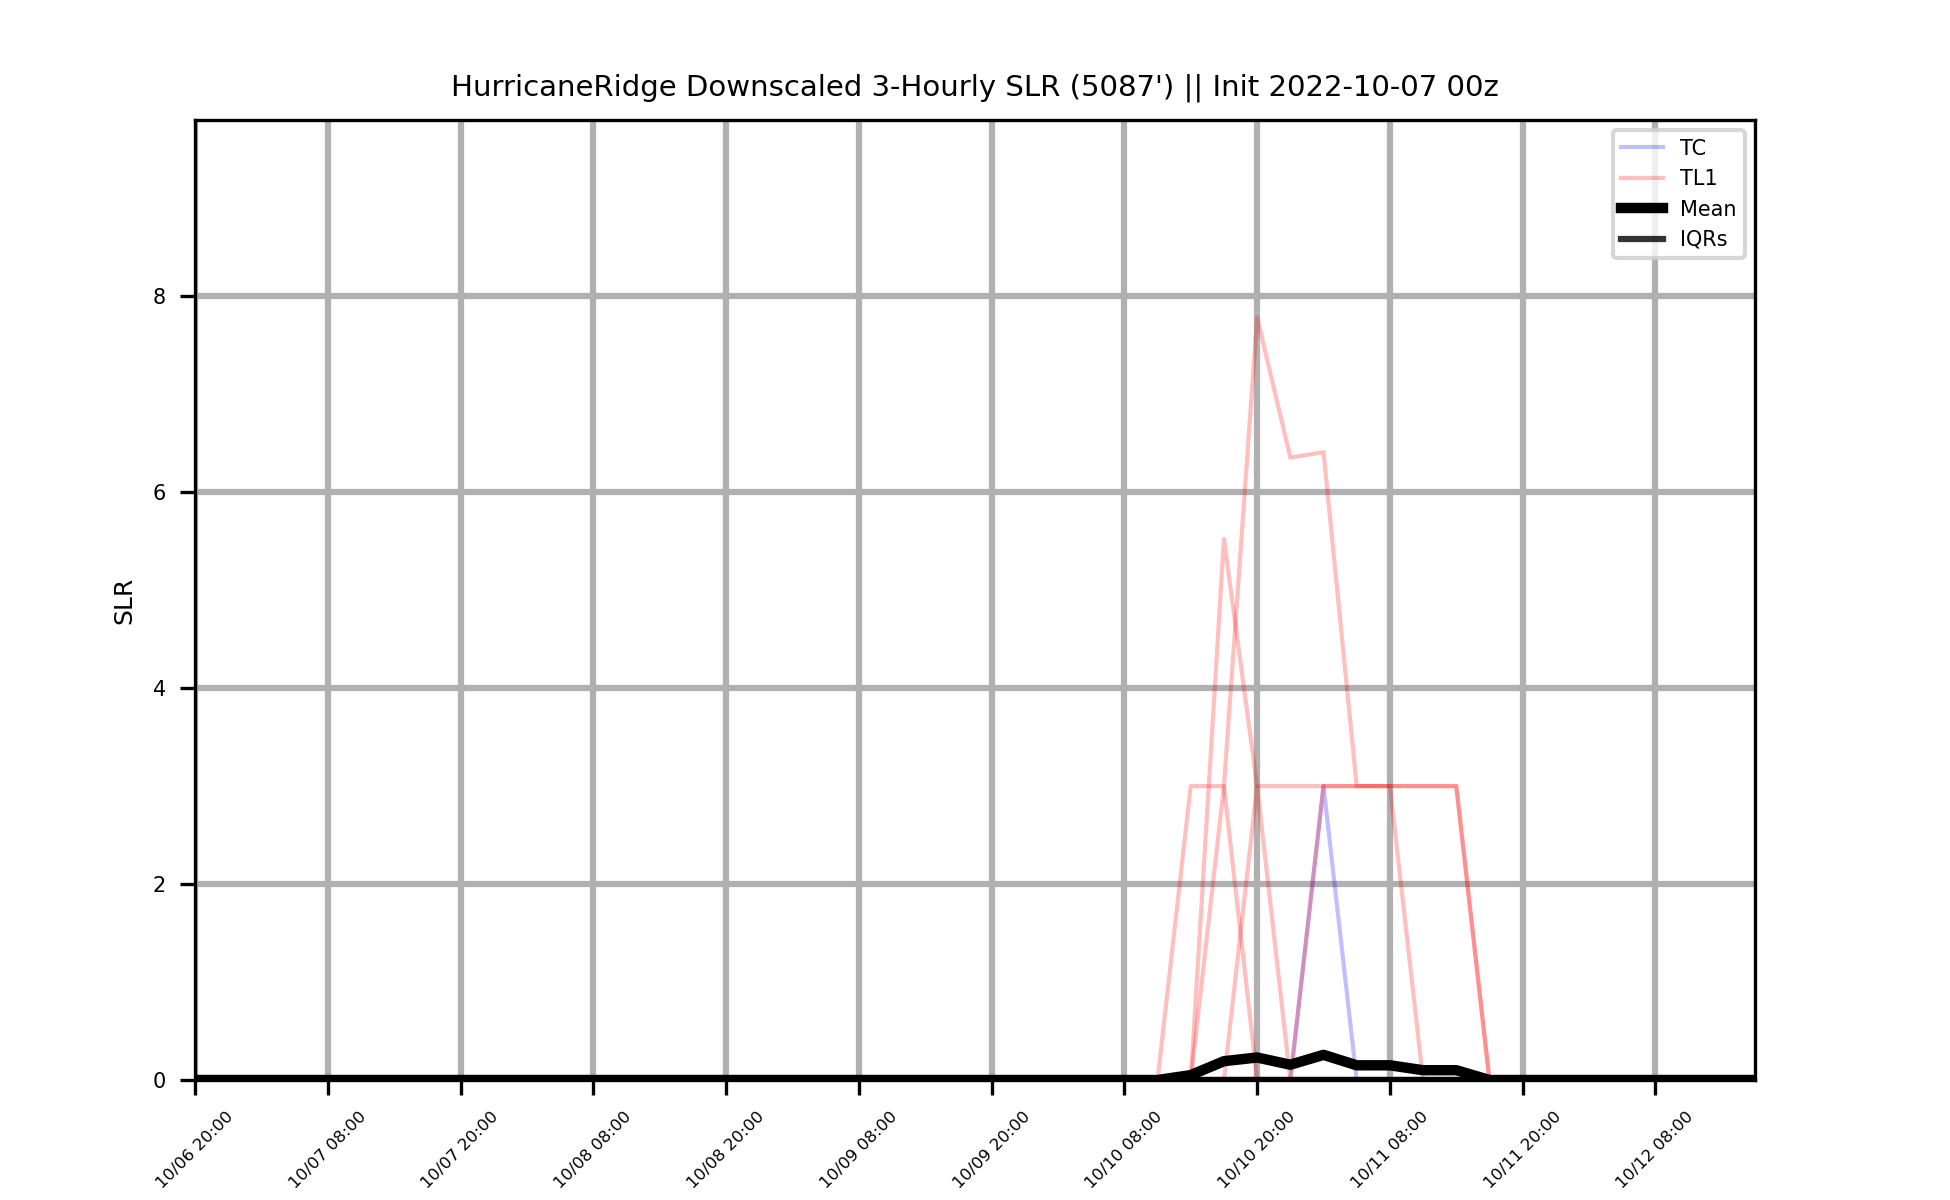 HurricaneRidge Downscaled 3-Hourly SLR (5087') || Init 2022-10-07 00z
TC
TL1
Mean
IQRs
SLR
8
6
4
2
0
10/06 20:00
10/07 08:00
10/07 20:00
10/08 08:00
10/08 20:00
10/09 08:00
10/09 20:00
10/10 08:00
10/10 20:00
10/11 08:00
10/11 20:00
10/12 08:00